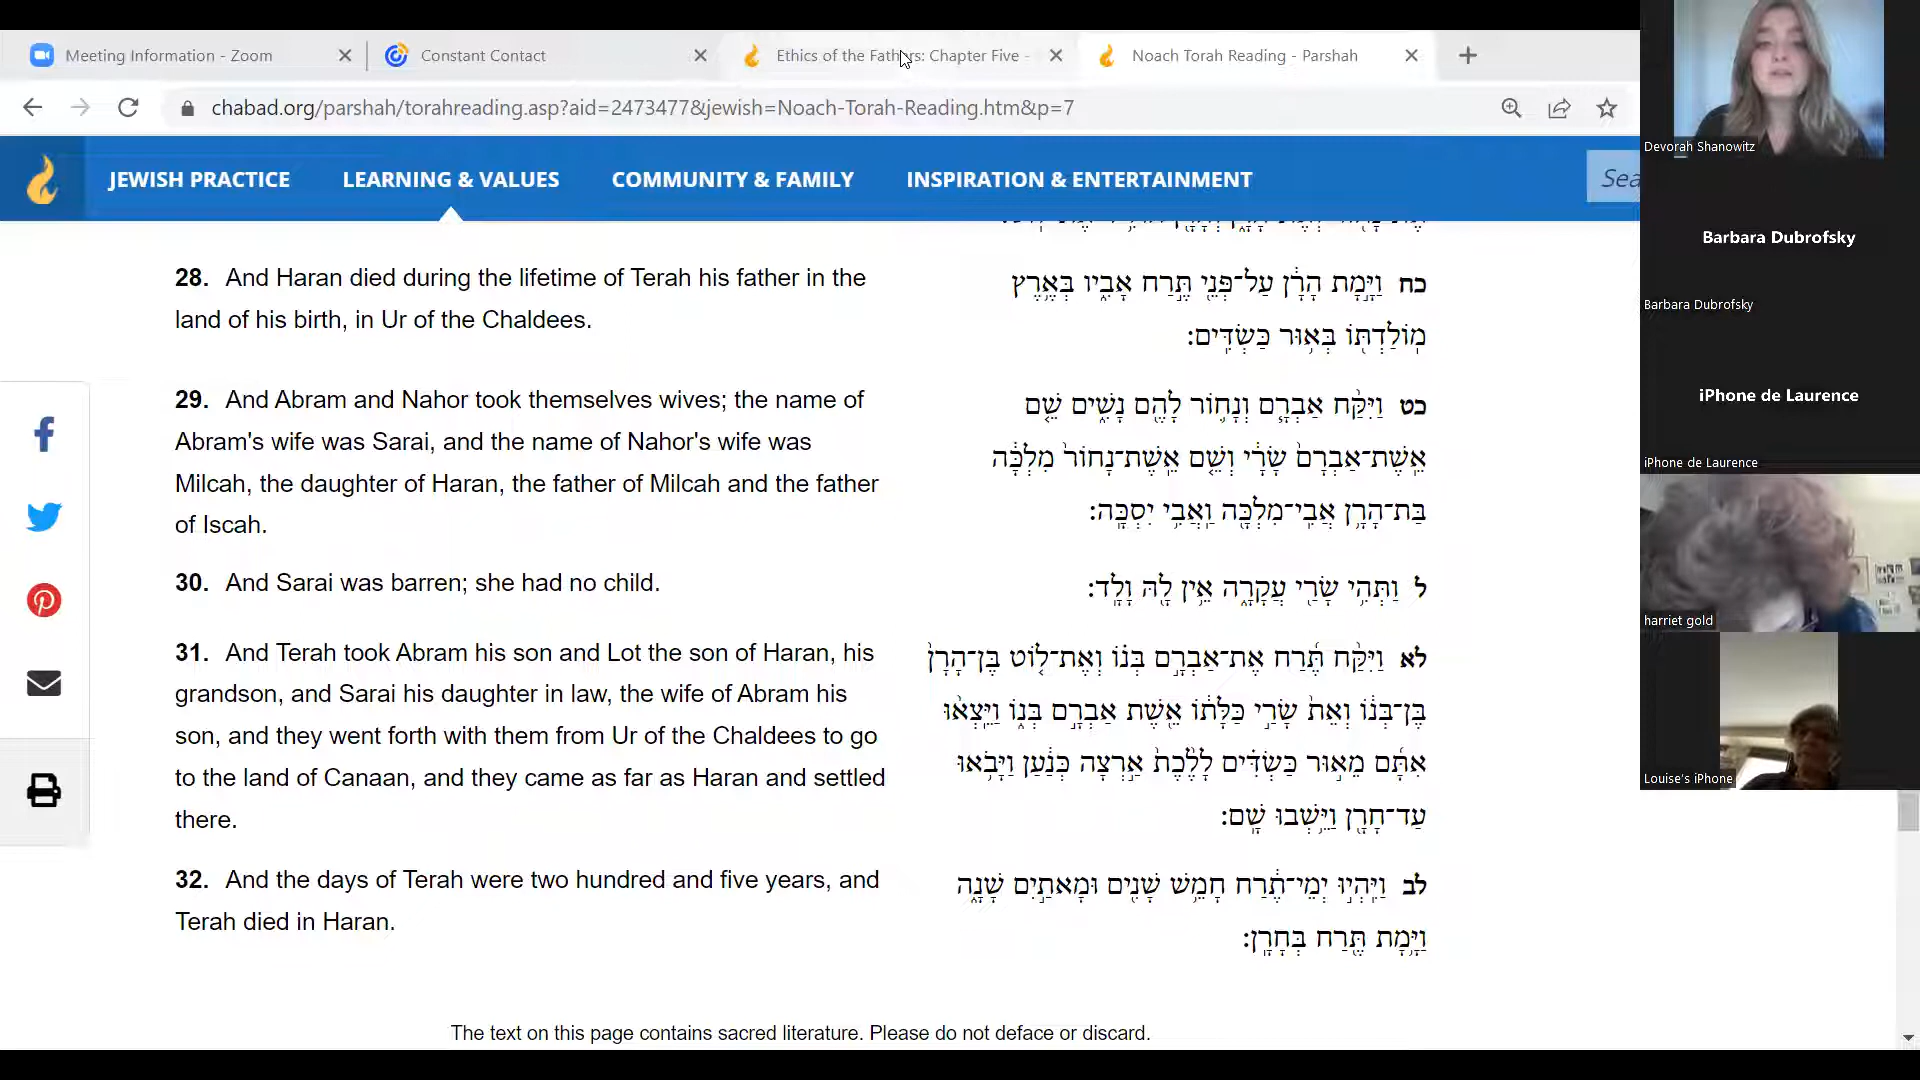 Meeting Information - Zoom
Constant Contact
Ethics of the Fathers: Chapter Five -
Noach Torah Reading - Parshah
chabad.org/parshah/torahreading.asp?aid=2473477&jewish=Noach-Torah-Reading.htm&p=7
JEWISH PRACTICE LEARNING & VALUES COMMUNITY & FAMILY INSPIRATION & ENTERTAINMENT
Sea
28. And Haran died during the lifetime of Terah his father in the
land of his birth, in Ur of the Chaldees.
כח וַיָּ֣מָת הָרָ֔ן עַל־פְּנֵ֖י תֶּ֣רַח אָבִ֑יו בְּאֶ֥רֶץ
מֽוֹלַדְתּ֖וֹ בְּא֥וּר כַּשְׂדִּֽים:
29. And Abram and Nahor took themselves wives; the name of
Abram's wife was Sarai, and the name of Nahor's wife was
Milcah, the daughter of Haran, the father of Milcah and the father
of Iscah.
כט וַיִּקַּ֨ח אַבְרָ֧ם וְנָח֛וֹר לָהֶ֖ם נָשִׁ֑ים שֵׁ֤ם
אֵֽשֶׁת־אַבְרָם֙ שָׂרָ֔י וְשֵׁ֤ם אֵֽשֶׁת־נָחוֹר֙ מִלְכָּ֔ה
בַּת־הָרָ֥ן אֲבִֽי־מִלְכָּ֖ה וַֽאֲבִ֥י יִסְכָּֽה:
30. And Sarai was barren; she had no child.
ל וַתְּהִ֥י שָׂרַ֖י עֲקָרָ֑ה אֵ֥ין לָ֖הּ וָלָֽד:
31. And Terah took Abram his son and Lot the son of Haran, his
grandson, and Sarai his daughter in law, the wife of Abram his
son, and they went forth with them from Ur of the Chaldees to go
to the land of Canaan, and they came as far as Haran and settled
there.
לא וַיִּקַּ֨ח תֶּ֜רַח אֶת־אַבְרָ֣ם בְּנ֗וֹ וְאֶת־ל֤וֹט בֶּן־הָרָן֙
בֶּן־בְּנ֔וֹ וְאֵת֙ שָׂרַ֣י כַּלָּת֔וֹ אֵ֖שֶׁת אַבְרָ֣ם בְּנ֑וֹ וַיֵּֽצְא֨וּ
אִתָּ֜ם מֵא֣וּר כַּשְׂדִּ֗ים לָלֶ֨כֶת֙ אַ֣רְצָה כְּנַ֔עַן וַיָּבֹ֥אוּ
עַד־חָרָ֖ן וַיֵּ֥שְׁבוּ שָֽׁם:
32. And the days of Terah were two hundred and five years, and
Terah died in Haran.
לב וַיִּֽהְי֣וּ יְמֵי־תֶ֔רַח חָמֵ֥שׁ שָׁנִ֖ים וּמָאתַ֣יִם שָׁנָ֑ה
וַיָּ֥מָת תֶּ֖רַח בְּחָרָֽן:
The text on this page contains sacred literature. Please do not deface or discard.
Devorah Shanowitz
Barbara Dubrofsky
Barbara Dubrofsky
iPhone de Laurence
iPhone de Laurence
harriet gold
Louise's iPhone